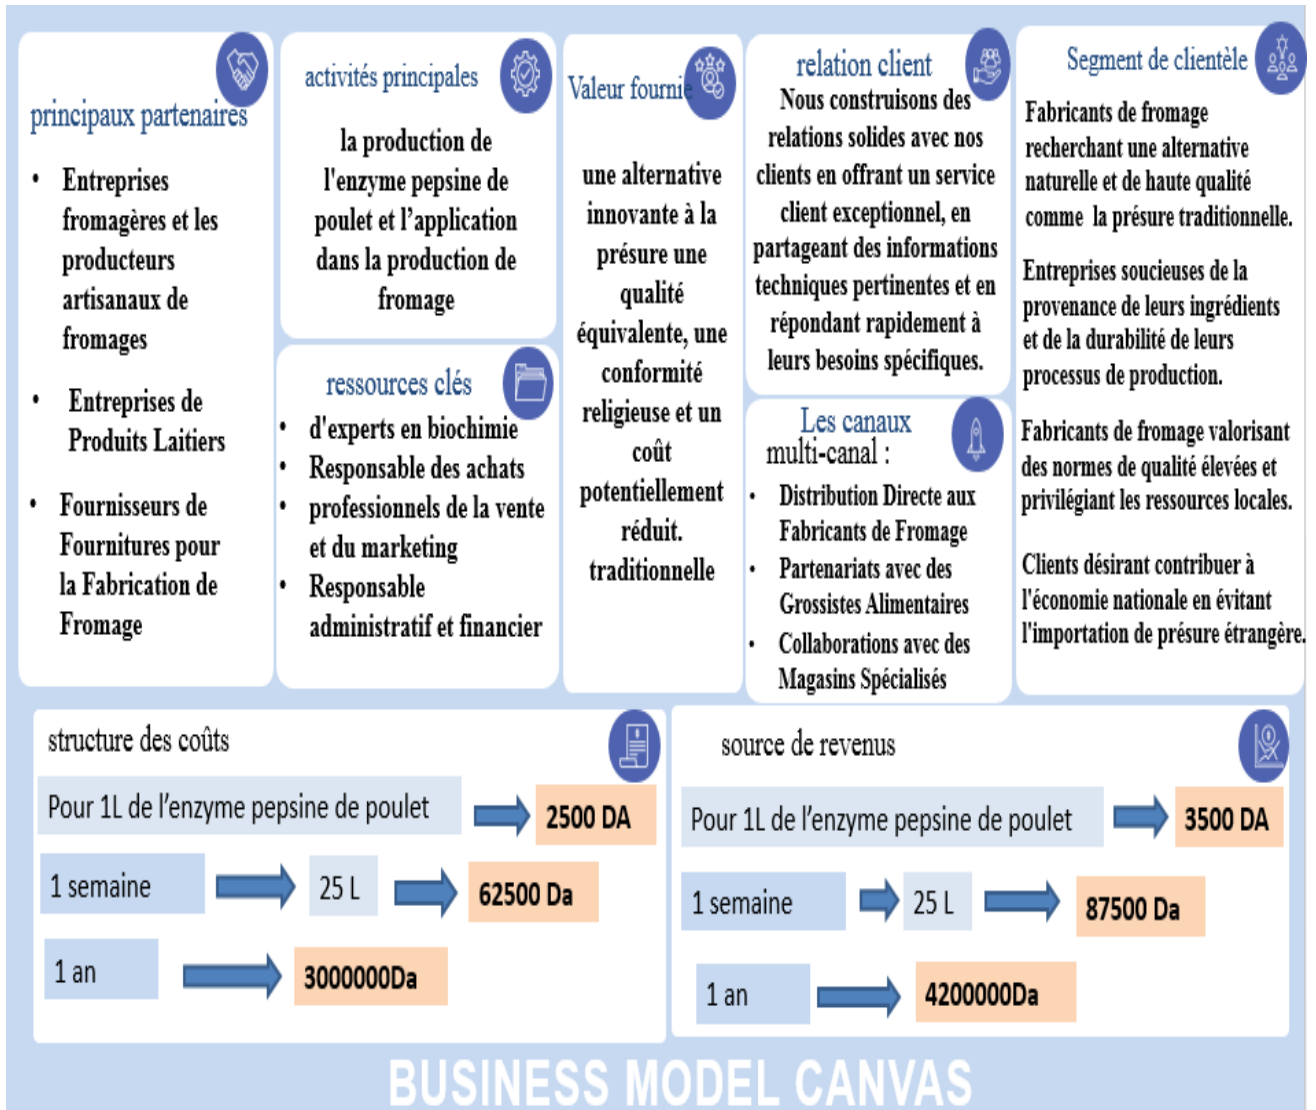 principaux partenaires
• Entreprises
fromagères et les
producteurs
artisanaux de
fromages
• Entreprises de
Produits Laitiers
• Fournisseurs de
Fournitures pour
la Fabrication de
Fromage
activités principales
la production de
l'enzyme pepsine de
poulet et l’application
dans la production de
fromage
ressources clés
• d'experts en biochimie
• Responsable des achats
• professionnels de la vente
et du marketing
• Responsable
administratif et financier
Valeur fournie
une alternative
innovante à la
présure une
qualité
équivalente, une
conformité
religieuse et un
coût
potentiellement
réduit.
traditionnelle
relation client
Nous construisons des
relations solides avec nos
clients en offrant un service
client exceptionnel, en
partageant des informations
techniques pertinentes et en
répondant rapidement à
leurs besoins spécifiques.
Les canaux
multi-canal :
• Distribution Directe aux
Fabricants de Fromage
• Partenariats avec des
Grossistes Alimentaires
• Collaborations avec des
Magasins Spécialisés
Segment de clientèle
Fabricants de fromage
recherchant une alternative
naturelle et de haute qualité
comme la présure traditionnelle.
Entreprises soucieuses de la
provenance de leurs ingrédients
et de la durabilité de leurs
processus de production.
Fabricants de fromage valorisant
des normes de qualité élevées et
privilégiant les ressources locales.
Clients désirant contribuer à
l'économie nationale en évitant
l'importation de présure étrangère.
structure des coûts
Pour 1L de l’enzyme pepsine de poulet 2500 DA
1 semaine 25 L 62500 Da
1 an 3000000Da
source de revenus
Pour 1L de l’enzyme pepsine de poulet 3500 DA
1 semaine 25 L 87500 Da
1 an 4200000Da
BUSINESS MODEL CANVAS